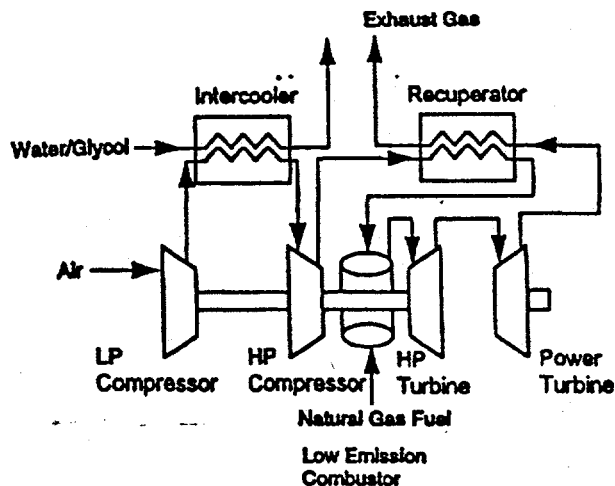 Exhaust Gas
Intercooler
Recuperator
Water/Glycol
Air
LP
Compressor
HP
Compressor
HP
Turbine
Power
Turbine
Natural Gas Fuel
Low Emission
Combustor